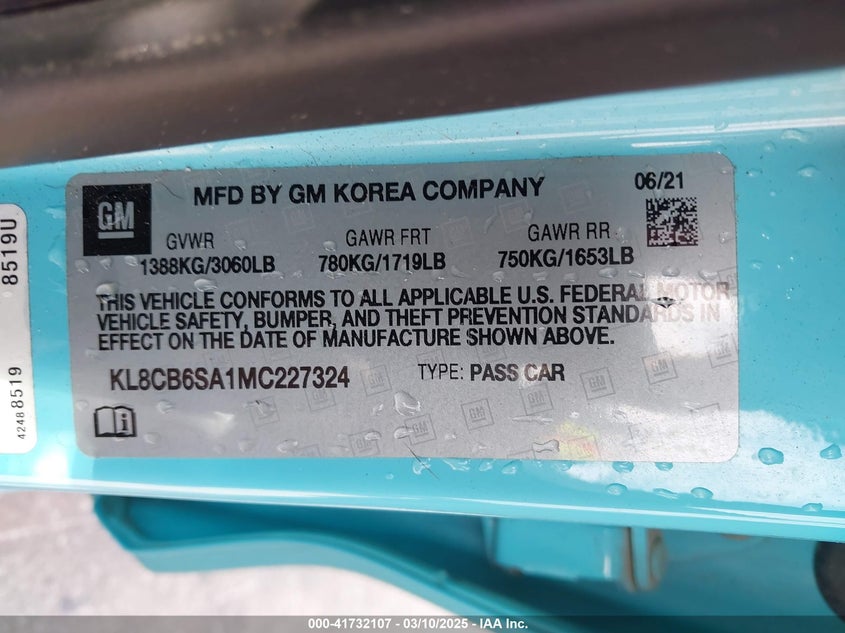 GM
MFD BY GM KOREA COMPANY
06/21
GVWR
GAWR FRT
GAWR RR
1388KG/3060LB
780KG/1719LB
750KG/1653LB
THIS VEHICLE CONFORMS TO ALL APPLICABLE U.S. FEDERAL MOTOR
VEHICLE SAFETY, BUMPER, AND THEFT PREVENTION STANDARDS IN
EFFECT ON THE DATE OF MANUFACTURE SHOWN ABOVE.
KL8CB6SA1MC227324
TYPE: PASS CAR
8519U
42488519
000-41732107 — 03/10/2025 — IAA Inc.